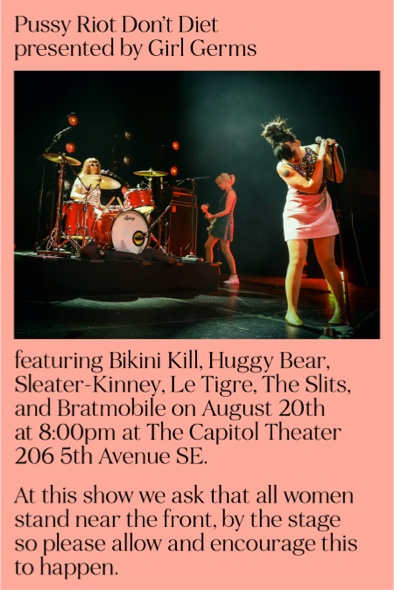 Pussy Riot Don't Diet
presented by Girl Germs
featuring Bikini Kill, Huggy Bear,
Sleater-Kinney, Le Tigre, The Slits,
and Bratmobile on August 20th
at 8:00pm at The Capitol Theater
206 5th Avenue SE.
At this show we ask that all women
stand near the front, by the stage
so please allow and encourage this
to happen.